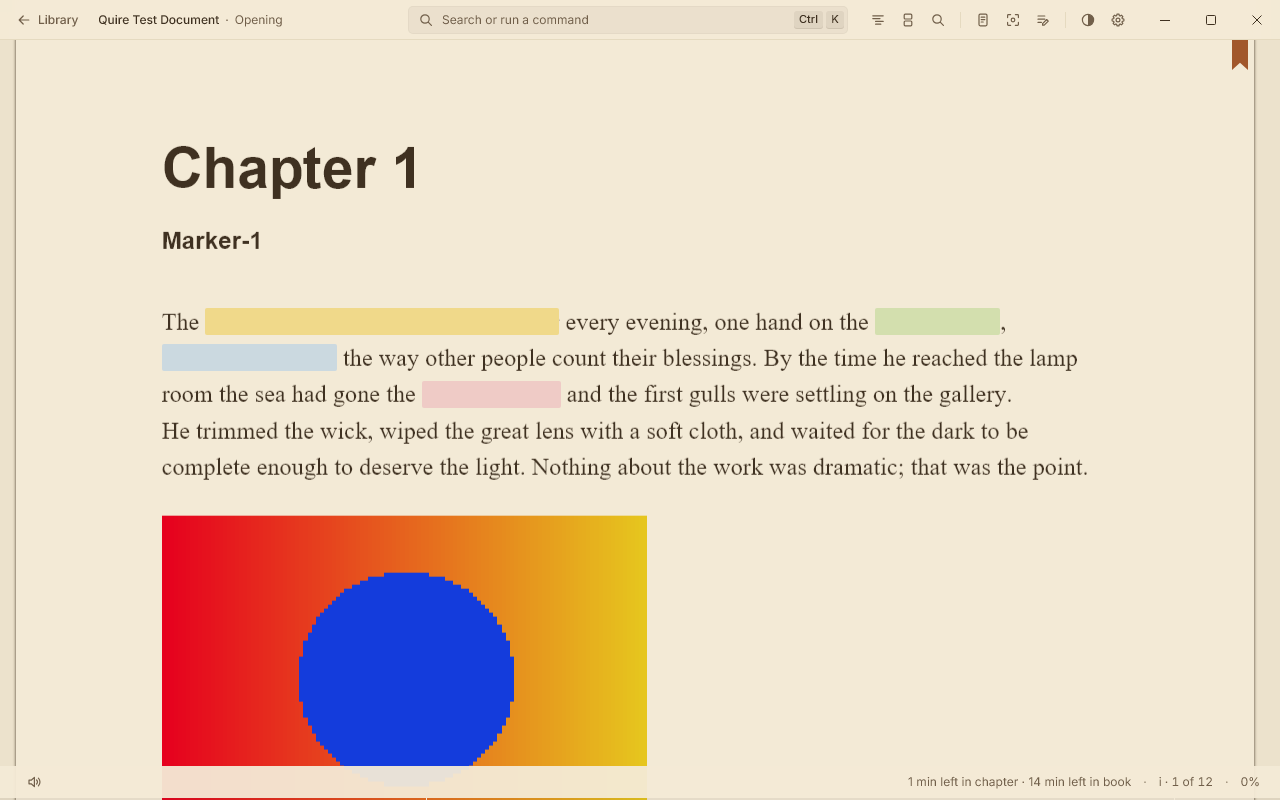 Library
Quire Test Document · Opening
Search or run a command
Ctrl K
Chapter 1
Marker-1
The every evening, one hand on the ,
the way other people count their blessings. By the time he reached the lamp
room the sea had gone the and the first gulls were settling on the gallery.
He trimmed the wick, wiped the great lens with a soft cloth, and waited for the dark to be
complete enough to deserve the light. Nothing about the work was dramatic; that was the point.
1 min left in chapter · 14 min left in book · i · 1 of 12 · 0%